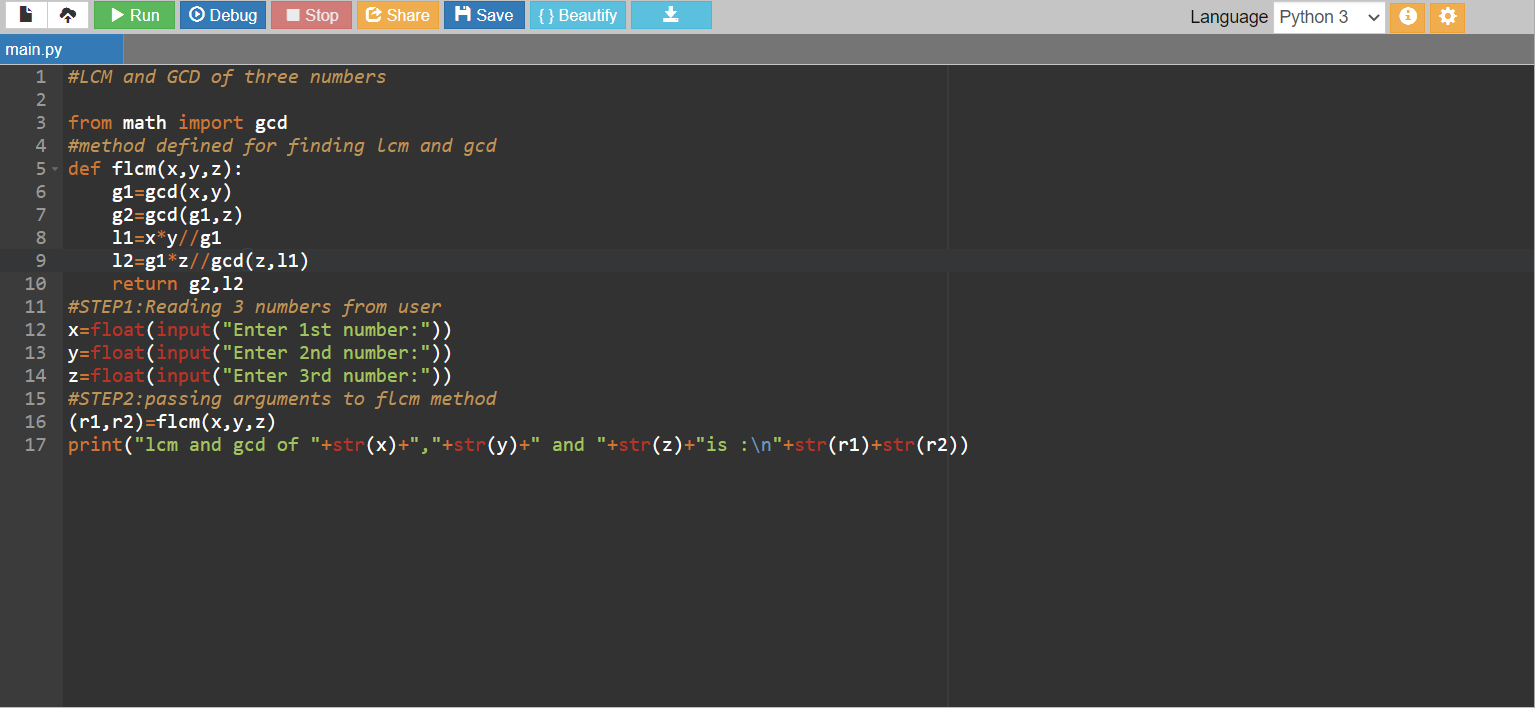 Run Debug Stop Share Save { } Beautify Language Python 3
main.py
1 #LCM and GCD of three numbers
2
3 from math import gcd
4 #method defined for finding lcm and gcd
5 def flcm(x,y,z):
6     g1=gcd(x,y)
7     g2=gcd(g1,z)
8     l1=x*y//g1
9     l2=g1*z//gcd(z,l1)
10     return g2,l2
11 #STEP1:Reading 3 numbers from user
12 x=float(input("Enter 1st number:"))
13 y=float(input("Enter 2nd number:"))
14 z=float(input("Enter 3rd number:"))
15 #STEP2:passing arguments to flcm method
16 (r1,r2)=flcm(x,y,z)
17 print("lcm and gcd of "+str(x)+","+str(y)+" and "+str(z)+"is :\n"+str(r1)+str(r2))